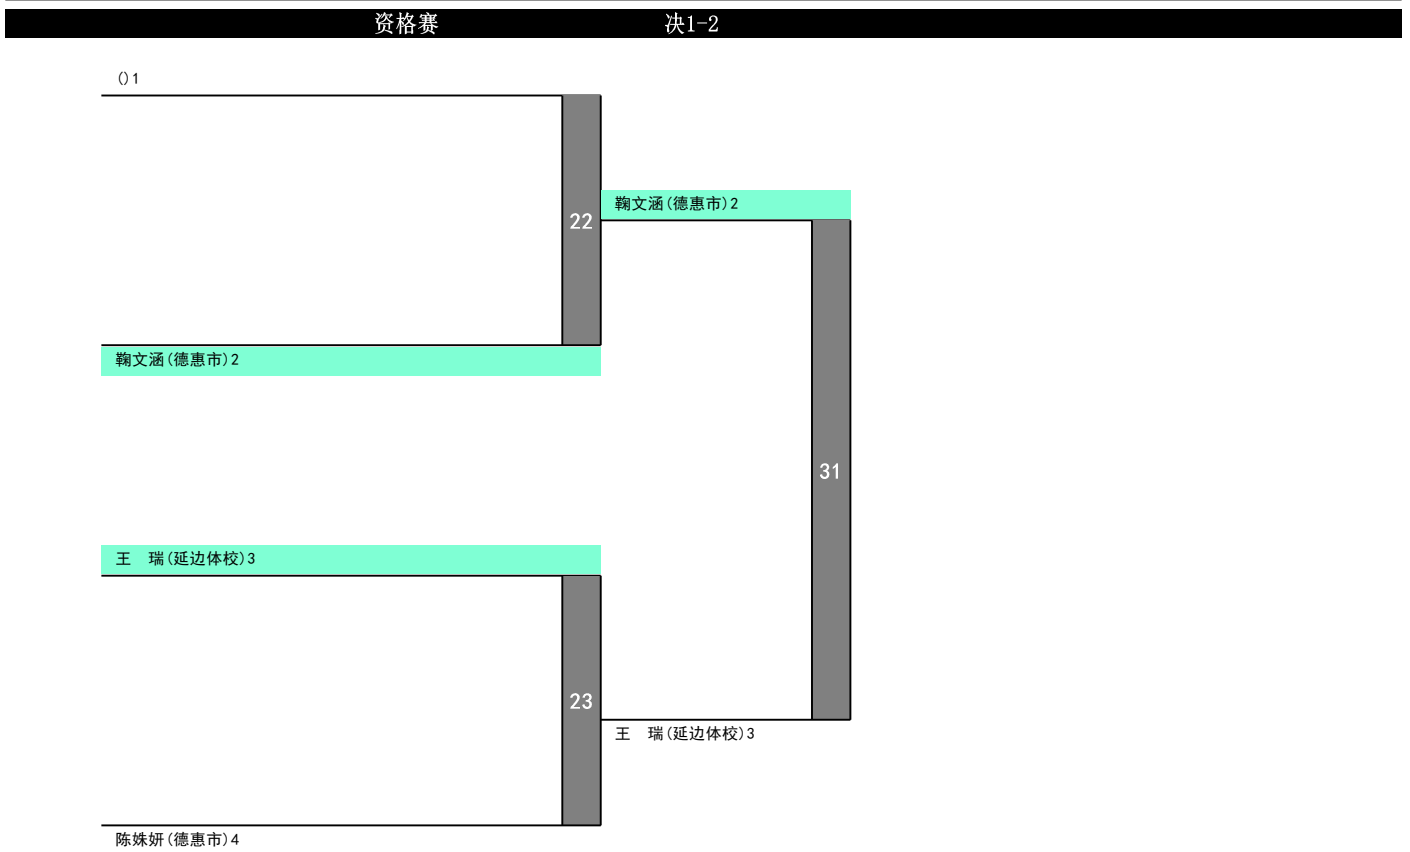 资格赛 决1-2
()1
鞠文涵(德惠市)2
22
鞠文涵(德惠市)2
31
王　瑞(延边体校)3
23
王　瑞(延边体校)3
陈姝妍(德惠市)4